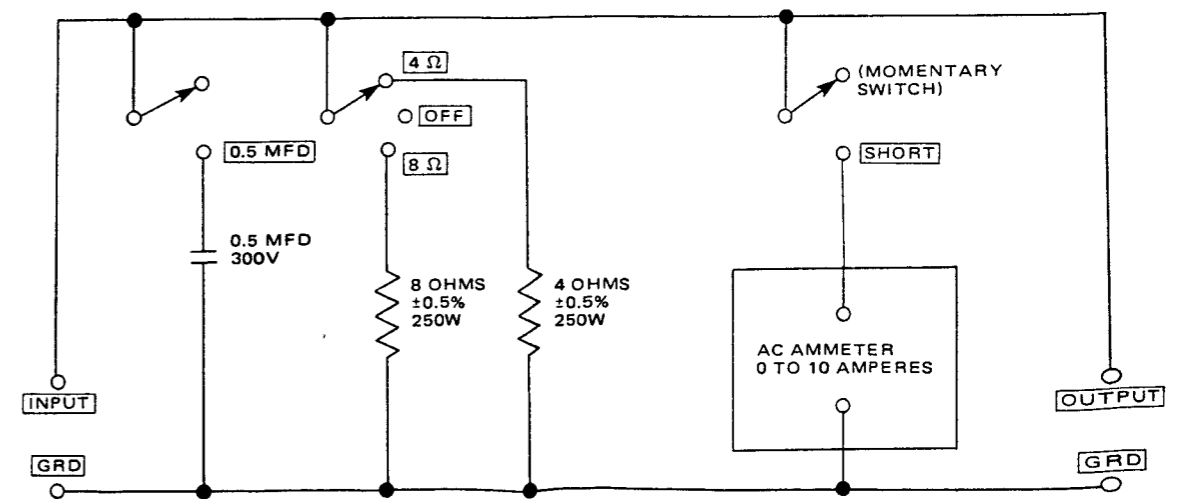 4 Ω
(MOMENTARY
SWITCH)
OFF
0.5 MFD
8 Ω
SHORT
0.5 MFD
300V
8 OHMS
±0.5%
250W
4 OHMS
±0.5%
250W
AC AMMETER
0 TO 10 AMPERES
INPUT
OUTPUT
GRD
GRD